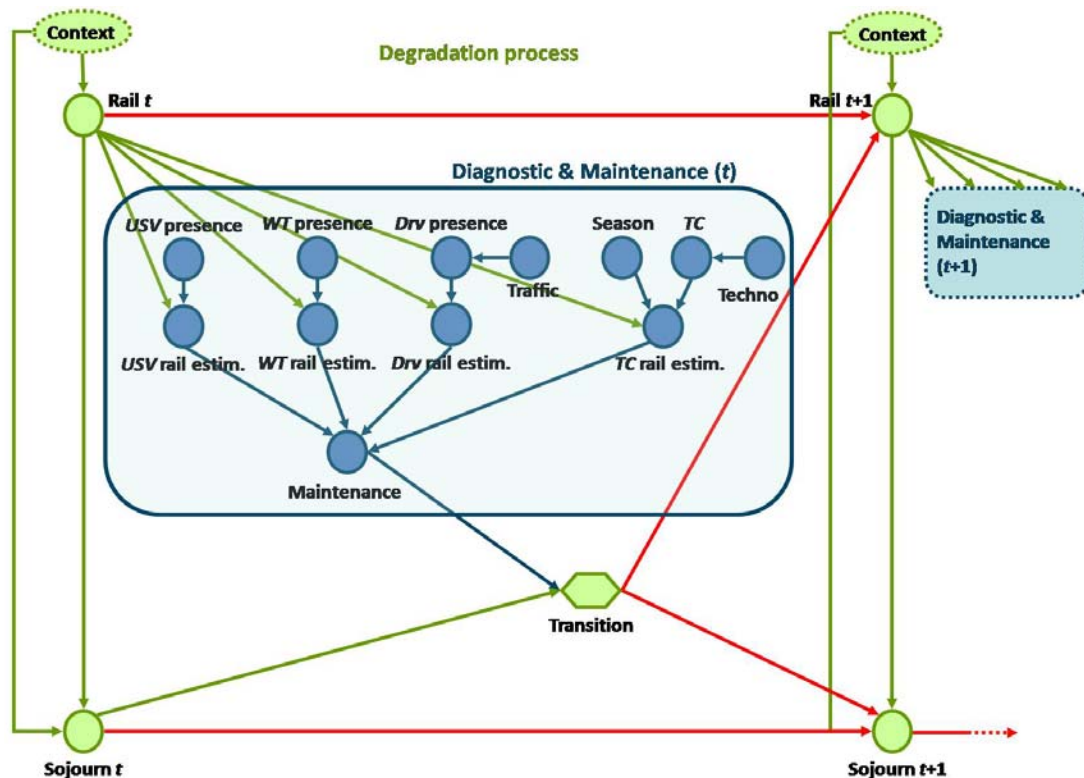 Context
Context
Degradation process
Rail t
Rail t+1
Diagnostic & Maintenance (t)
USV presence
WT presence
Drv presence
Season
TC
Diagnostic &
Maintenance
(t+1)
Traffic
Techno
USV rail estim.
WT rail estim.
Drv rail estim.
TC rail estim.
Maintenance
Transition
Sojourn t
Sojourn t+1